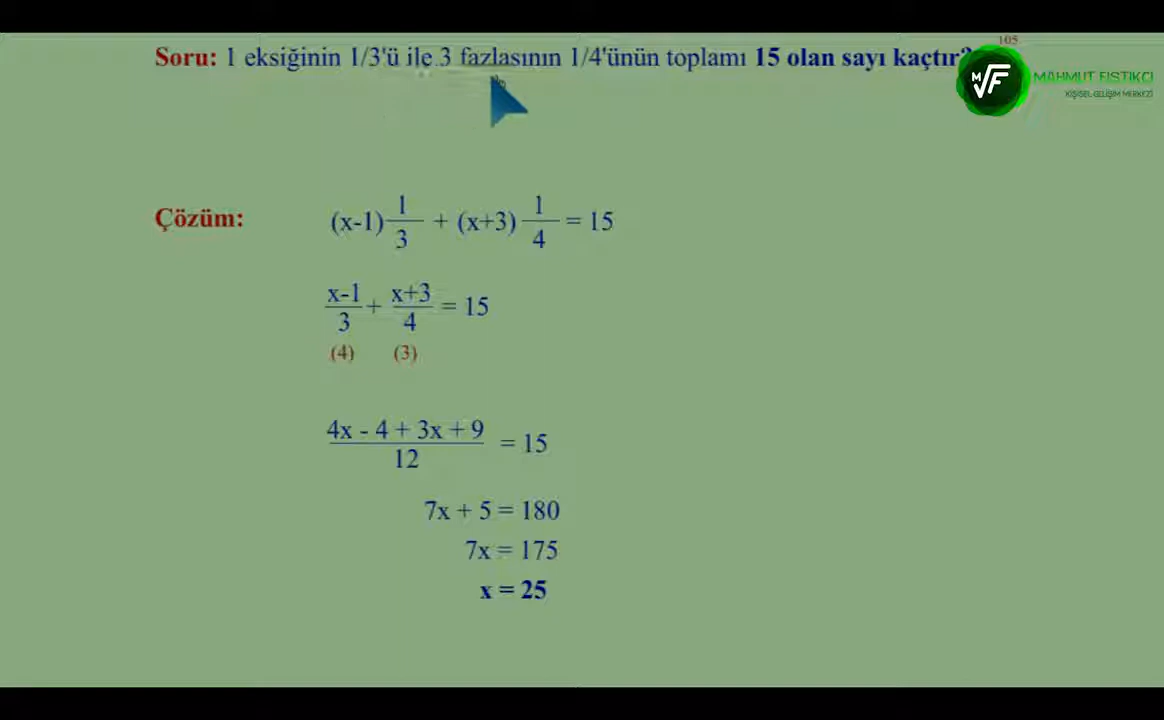 105
Soru: 1 eksiğinin 1/3'ü ile 3 fazlasının 1/4'ünün toplamı 15 olan sayı kaçtır?
MVF
MAHMUT FISTIKÇI
KİŞİSEL GELİŞİM MERKEZİ
Çözüm: (x-1) 1/3 + (x+3) 1/4 = 15
x-1/3 + x+3/4 = 15
(4) (3)
4x - 4 + 3x + 9/12 = 15
7x + 5 = 180
7x = 175
x = 25